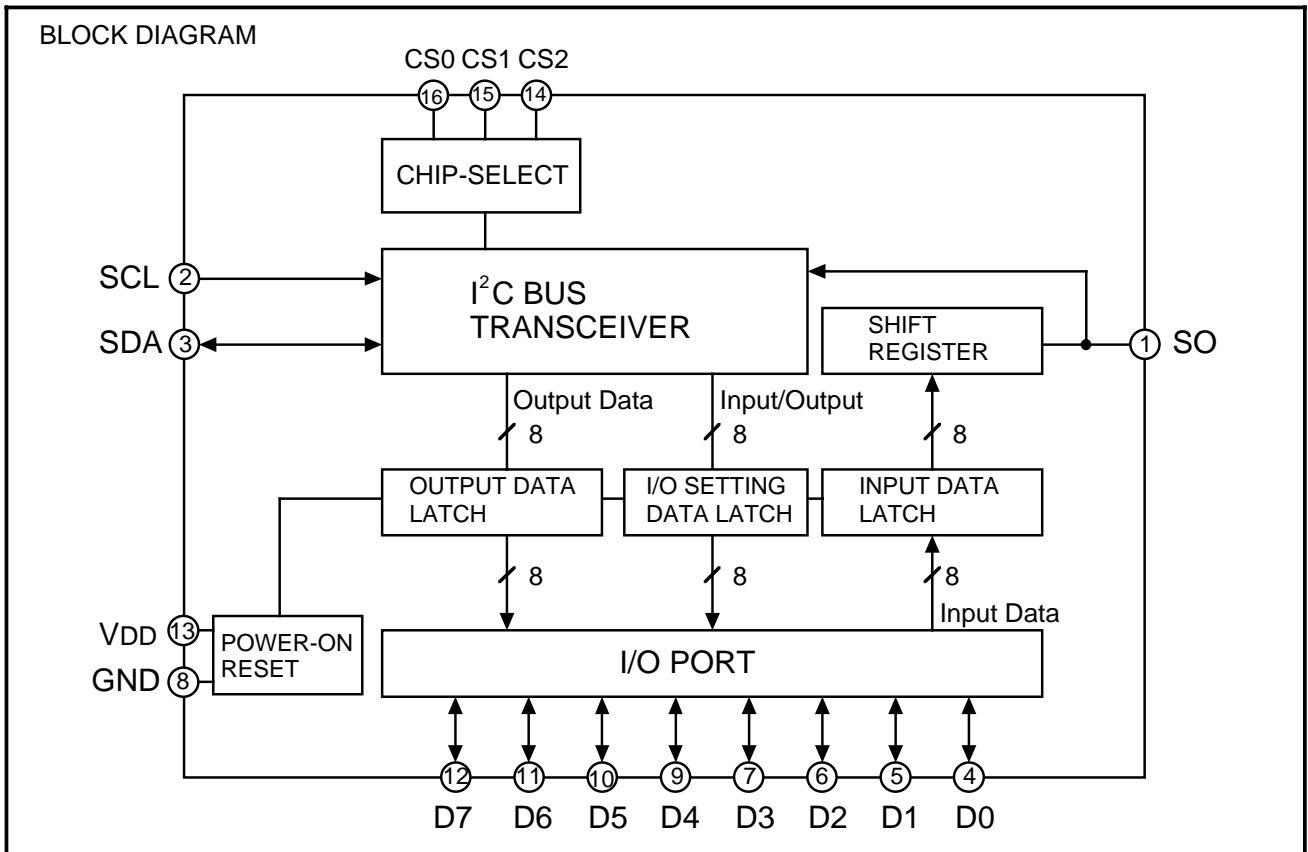 BLOCK DIAGRAM
CS0 CS1 CS2
16 15 14
CHIP-SELECT
SCL 2
SDA 3
I²C BUS
TRANSCEIVER
SHIFT
REGISTER
1 SO
Output Data
Input/Output
8 8 8
OUTPUT DATA
LATCH
I/O SETTING
DATA LATCH
INPUT DATA
LATCH
8 8 8
Input Data
VDD 13
GND 8
POWER-ON
RESET
I/O PORT
12 11 10 9 7 6 5 4
D7 D6 D5 D4 D3 D2 D1 D0